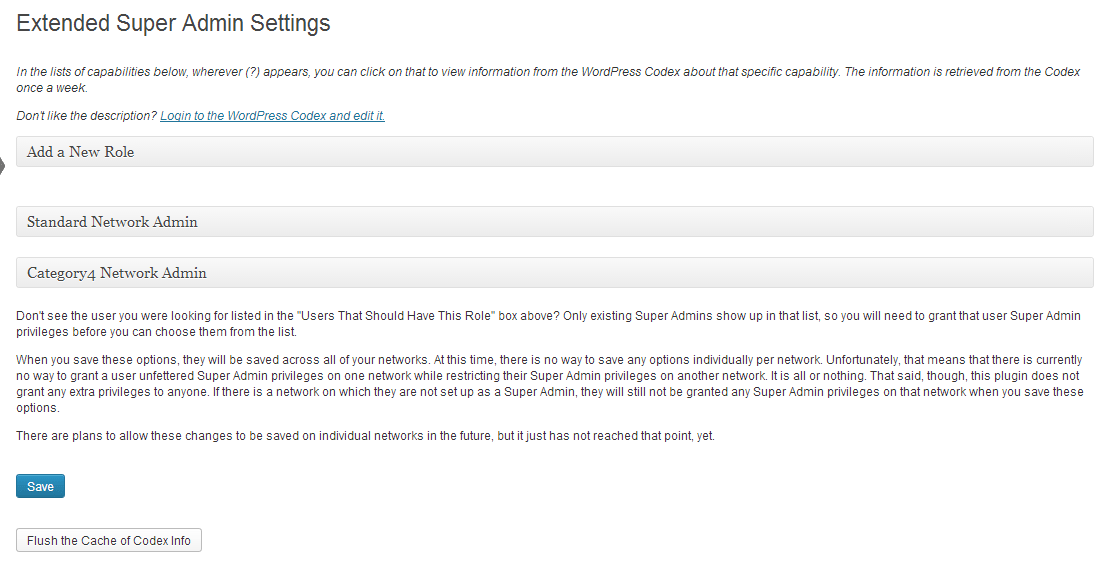 Extended Super Admin Settings
In the lists of capabilities below, wherever (?) appears, you can click on that to view information from the WordPress Codex about that specific capability. The information is retrieved from the Codex
once a week.
Don't like the description? Login to the WordPress Codex and edit it.
Add a New Role
Standard Network Admin
Category4 Network Admin
Don't see the user you were looking for listed in the "Users That Should Have This Role" box above? Only existing Super Admins show up in that list, so you will need to grant that user Super Admin
privileges before you can choose them from the list.
When you save these options, they will be saved across all of your networks. At this time, there is no way to save any options individually per network. Unfortunately, that means that there is currently
no way to grant a user unfettered Super Admin privileges on one network while restricting their Super Admin privileges on another network. It is all or nothing. That said, though, this plugin does not
grant any extra privileges to anyone. If there is a network on which they are not set up as a Super Admin, they will still not be granted any Super Admin privileges on that network when you save these
options.
There are plans to allow these changes to be saved on individual networks in the future, but it just has not reached that point, yet.
Save
Flush the Cache of Codex Info